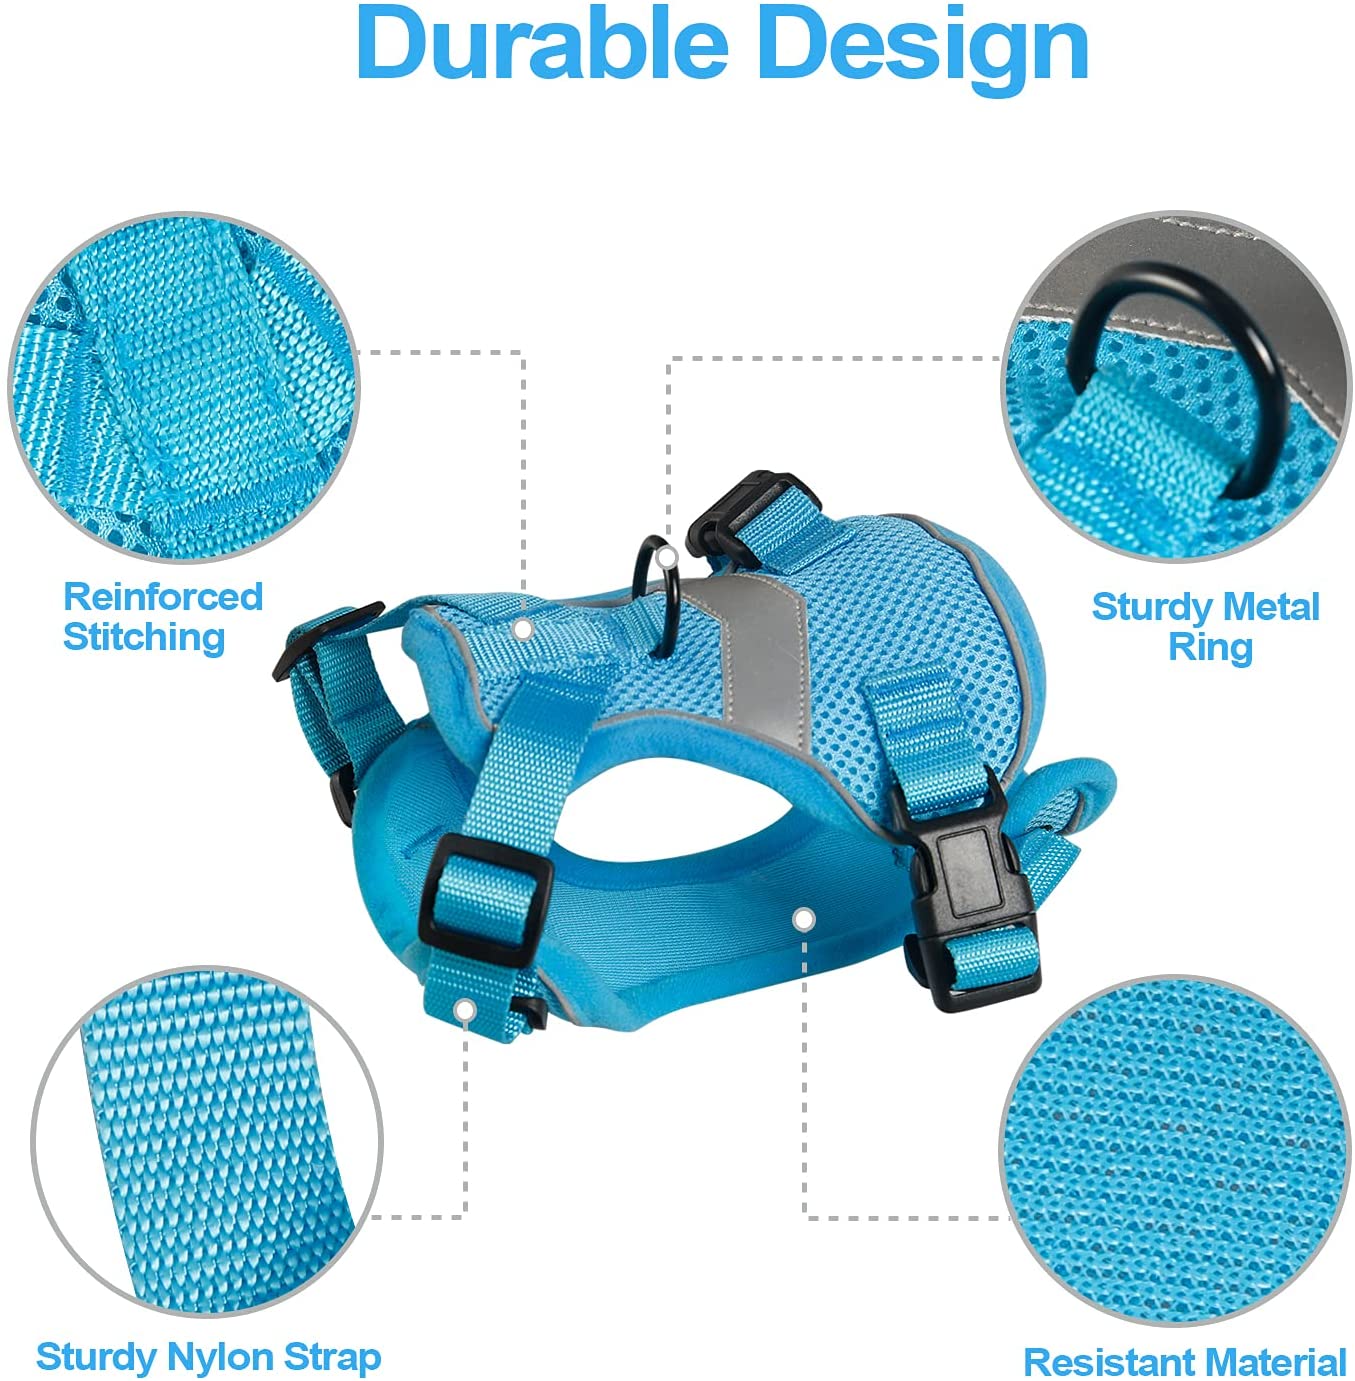 Durable Design
Reinforced
Stitching
Sturdy Metal
Ring
Sturdy Nylon Strap
Resistant Material